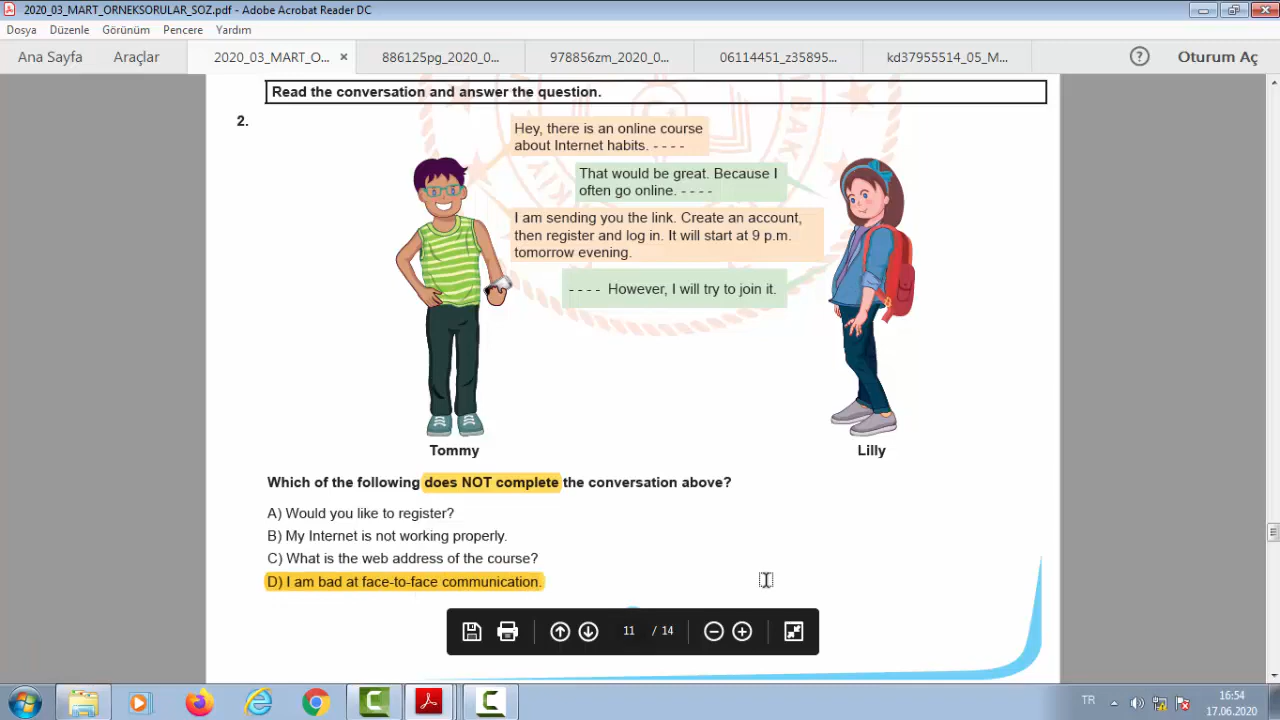 2020_03_MART_ORNEKSORULAR_SOZ.pdf - Adobe Acrobat Reader DC
Dosya Düzenle Görünüm Pencere Yardım
Ana Sayfa Araçlar 2020_03_MART_O... × 886125pg_2020_0... 978856zm_2020_0... 06114451_z35895... kd37955514_05_M... ? Oturum Aç
Read the conversation and answer the question.
2.
Hey, there is an online course
about Internet habits. - - - -
That would be great. Because I
often go online. - - - -
I am sending you the link. Create an account,
then register and log in. It will start at 9 p.m.
tomorrow evening.
- - - - However, I will try to join it.
Tommy
Lilly
Which of the following does NOT complete the conversation above?
A) Would you like to register?
B) My Internet is not working properly.
C) What is the web address of the course?
D) I am bad at face-to-face communication.
11 / 14
TR
16:54
17.06.2020